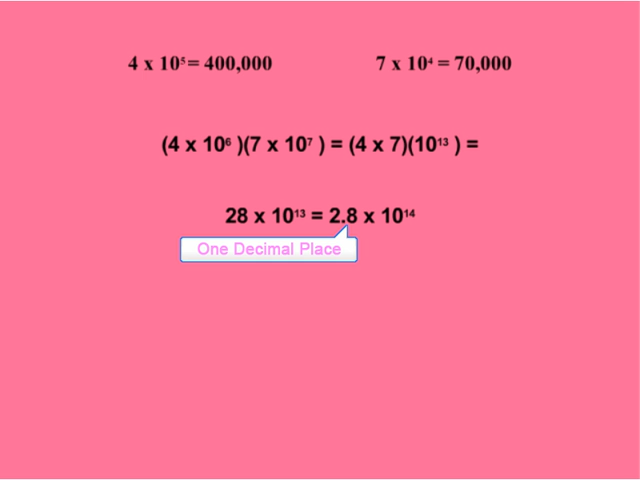 4 x 10⁵ = 400,000 7 x 10⁴ = 70,000
(4 x 10⁶ )(7 x 10⁷ ) = (4 x 7)(10¹³ ) =
28 x 10¹³ = 2.8 x 10¹⁴
One Decimal Place